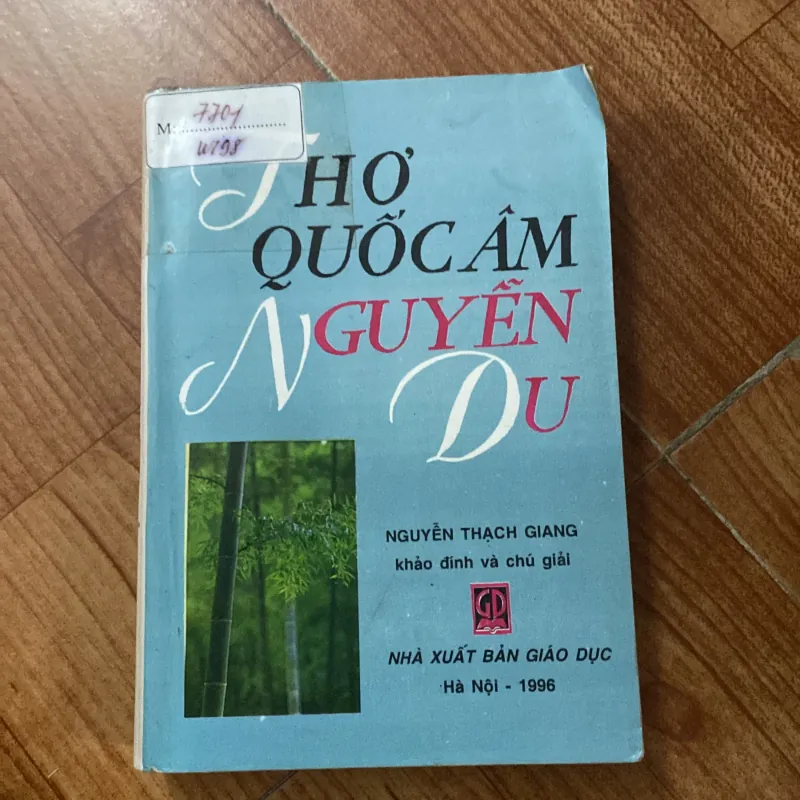 M
7701
THƠ
QUỐC ÂM
NGUYỄN
DU
NGUYỄN THẠCH GIANG
khảo đính và chú giải
GD
NHÀ XUẤT BẢN GIÁO DỤC
Hà Nội - 1996